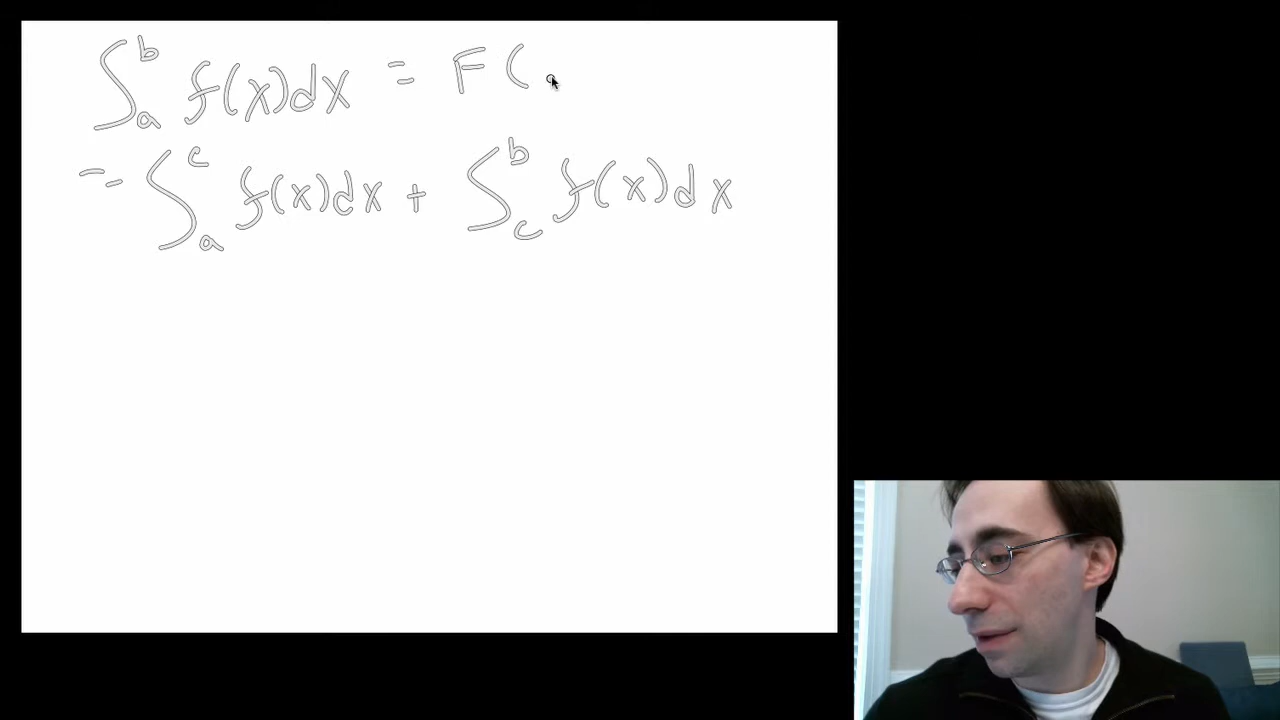 ∫_a^b f(x)dx = F(
= ∫_a^c f(x)dx + ∫_c^b f(x)dx